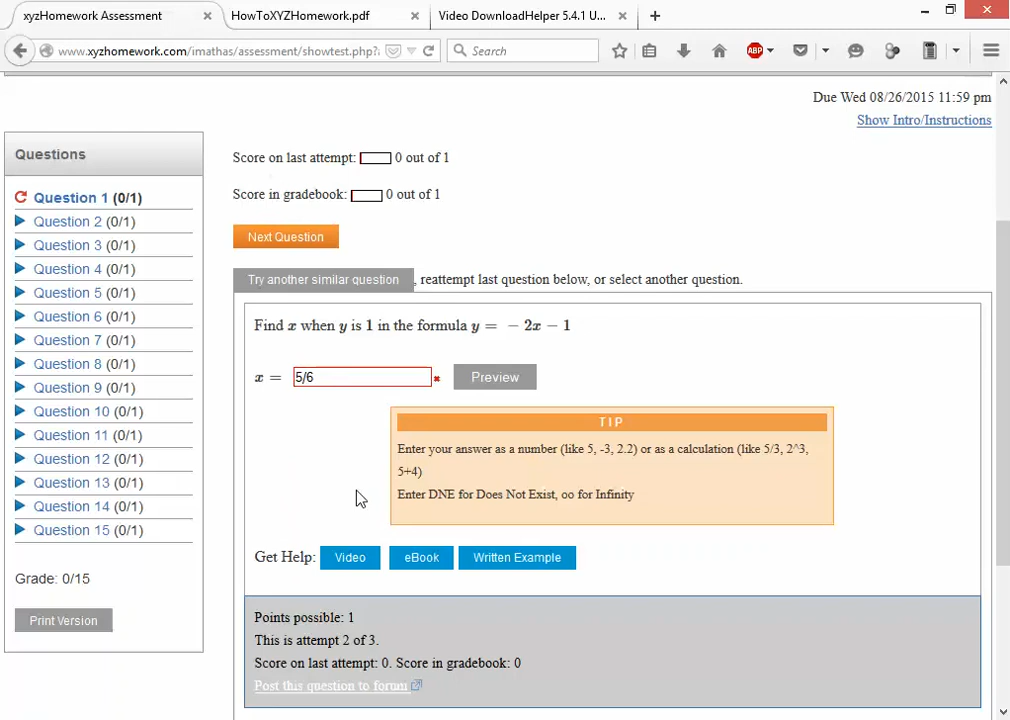 xyzHomework Assessment
HowToXYZHomework.pdf
Video DownloadHelper 5.4.1 U...
www.xyzhomework.com/imathas/assessment/showtest.php?
Search
ABP
Due Wed 08/26/2015 11:59 pm
Show Intro/Instructions
Questions
Question 1 (0/1)
Question 2 (0/1)
Question 3 (0/1)
Question 4 (0/1)
Question 5 (0/1)
Question 6 (0/1)
Question 7 (0/1)
Question 8 (0/1)
Question 9 (0/1)
Question 10 (0/1)
Question 11 (0/1)
Question 12 (0/1)
Question 13 (0/1)
Question 14 (0/1)
Question 15 (0/1)
Grade: 0/15
Print Version
Score on last attempt: 0 out of 1
Score in gradebook: 0 out of 1
Next Question
Try another similar question , reattempt last question below, or select another question.
Find x when y is 1 in the formula y = − 2x − 1
x = 5/6
Preview
TIP
Enter your answer as a number (like 5, -3, 2.2) or as a calculation (like 5/3, 2^3,
5+4)
Enter DNE for Does Not Exist, oo for Infinity
Get Help: Video eBook Written Example
Points possible: 1
This is attempt 2 of 3.
Score on last attempt: 0. Score in gradebook: 0
Post this question to forum